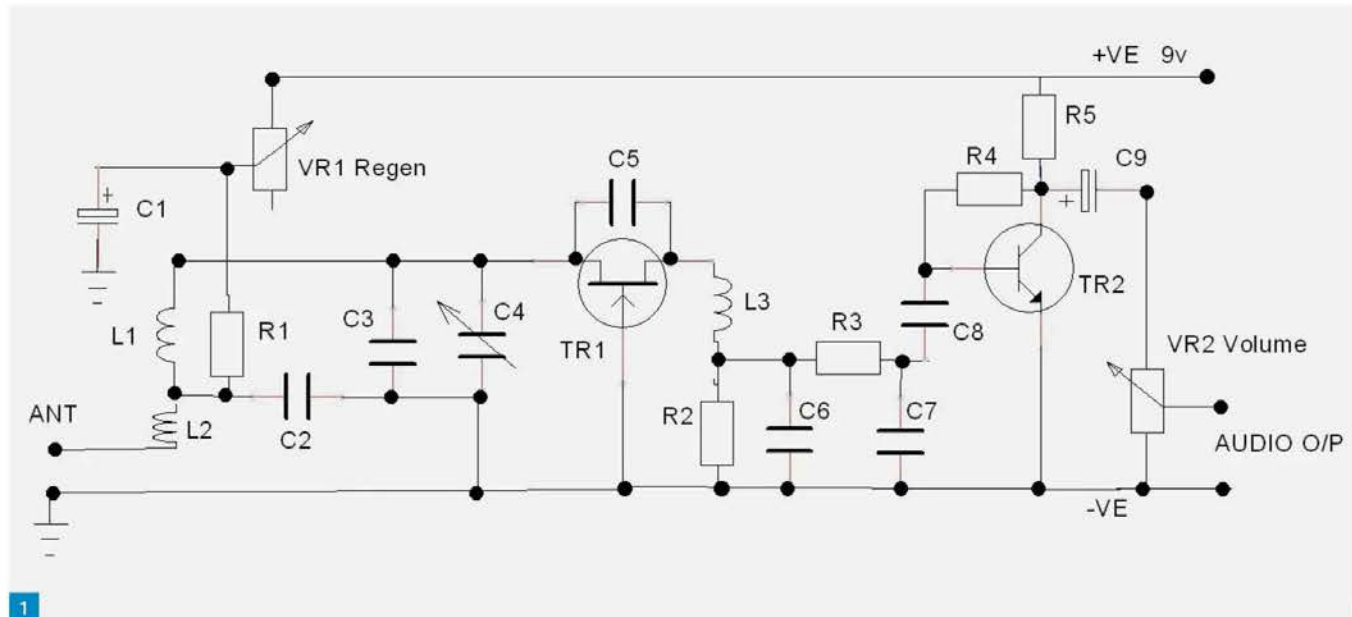 +VE 9v
R5
VR1 Regen
C5
R4
C9
+
C1
+
TR2
L3
C3
C4
R3
C8
L1
R1
TR1
VR2 Volume
ANT
C6
C7
R2
L2
C2
AUDIO O/P
-VE
1